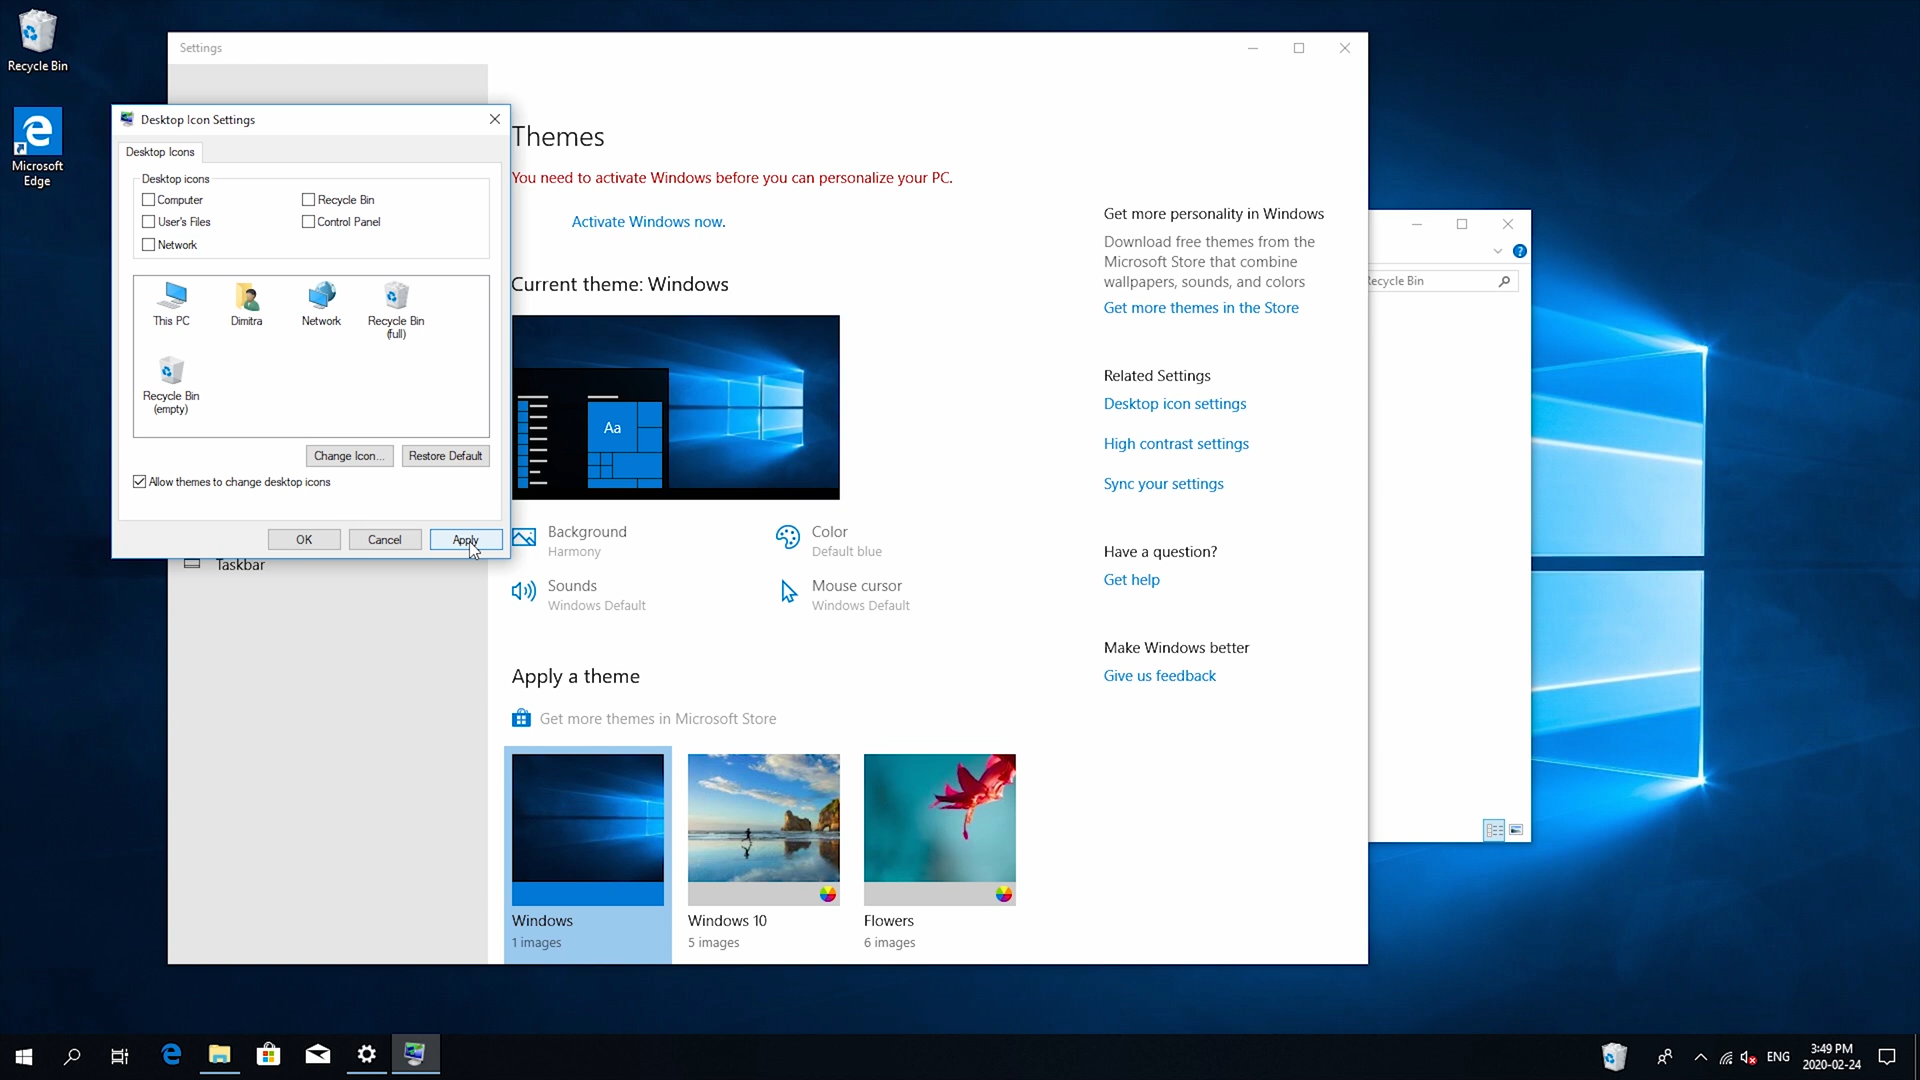 Recycle Bin
Microsoft
Edge
Settings
Desktop Icon Settings
Desktop Icons
Desktop icons
Computer
Recycle Bin
User's Files
Control Panel
Network
This PC
Dimitra
Network
Recycle Bin
(full)
Recycle Bin
(empty)
Change Icon...
Restore Default
Allow themes to change desktop icons
OK
Cancel
Apply
Taskbar
Themes
You need to activate Windows before you can personalize your PC.
Activate Windows now.
Current theme: Windows
Aa
Background
Harmony
Color
Default blue
Sounds
Windows Default
Mouse cursor
Windows Default
Apply a theme
Get more themes in Microsoft Store
Windows
1 images
Windows 10
5 images
Flowers
6 images
Get more personality in Windows
Download free themes from the
Microsoft Store that combine
wallpapers, sounds, and colors
Get more themes in the Store
Related Settings
Desktop icon settings
High contrast settings
Sync your settings
Have a question?
Get help
Make Windows better
Give us feedback
Recycle Bin
ENG
3:49 PM
2020-02-24